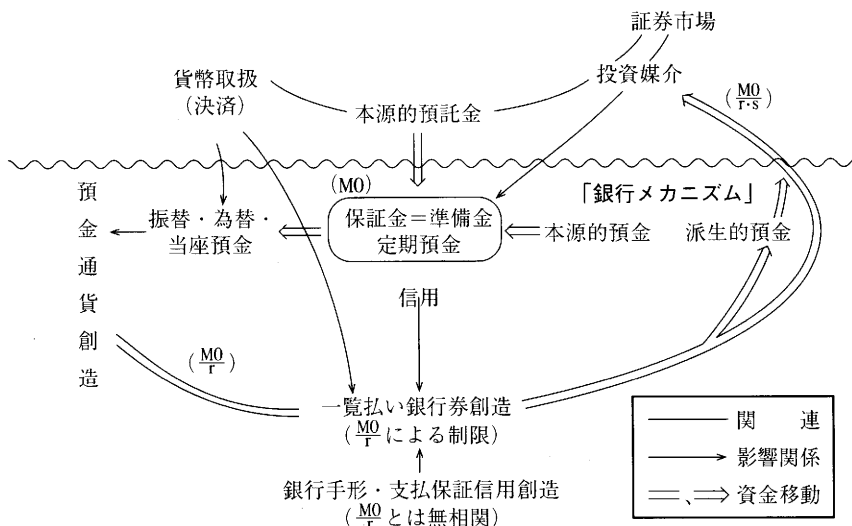 証券市場
投資媒介
(M0/r·s)
貨幣取扱
(決済)
本源的預託金
(M0)
「銀行メカニズム」
預金通貨創造
振替・為替・
当座預金
保証金=準備金
定期預金
本源的預金
派生的預金
信用
(M0/r)
一覧払い銀行券創造
(M0/rによる制限)
銀行手形・支払保証信用創造
(M0/rとは無相関)
関 連
影響関係
、 資金移動